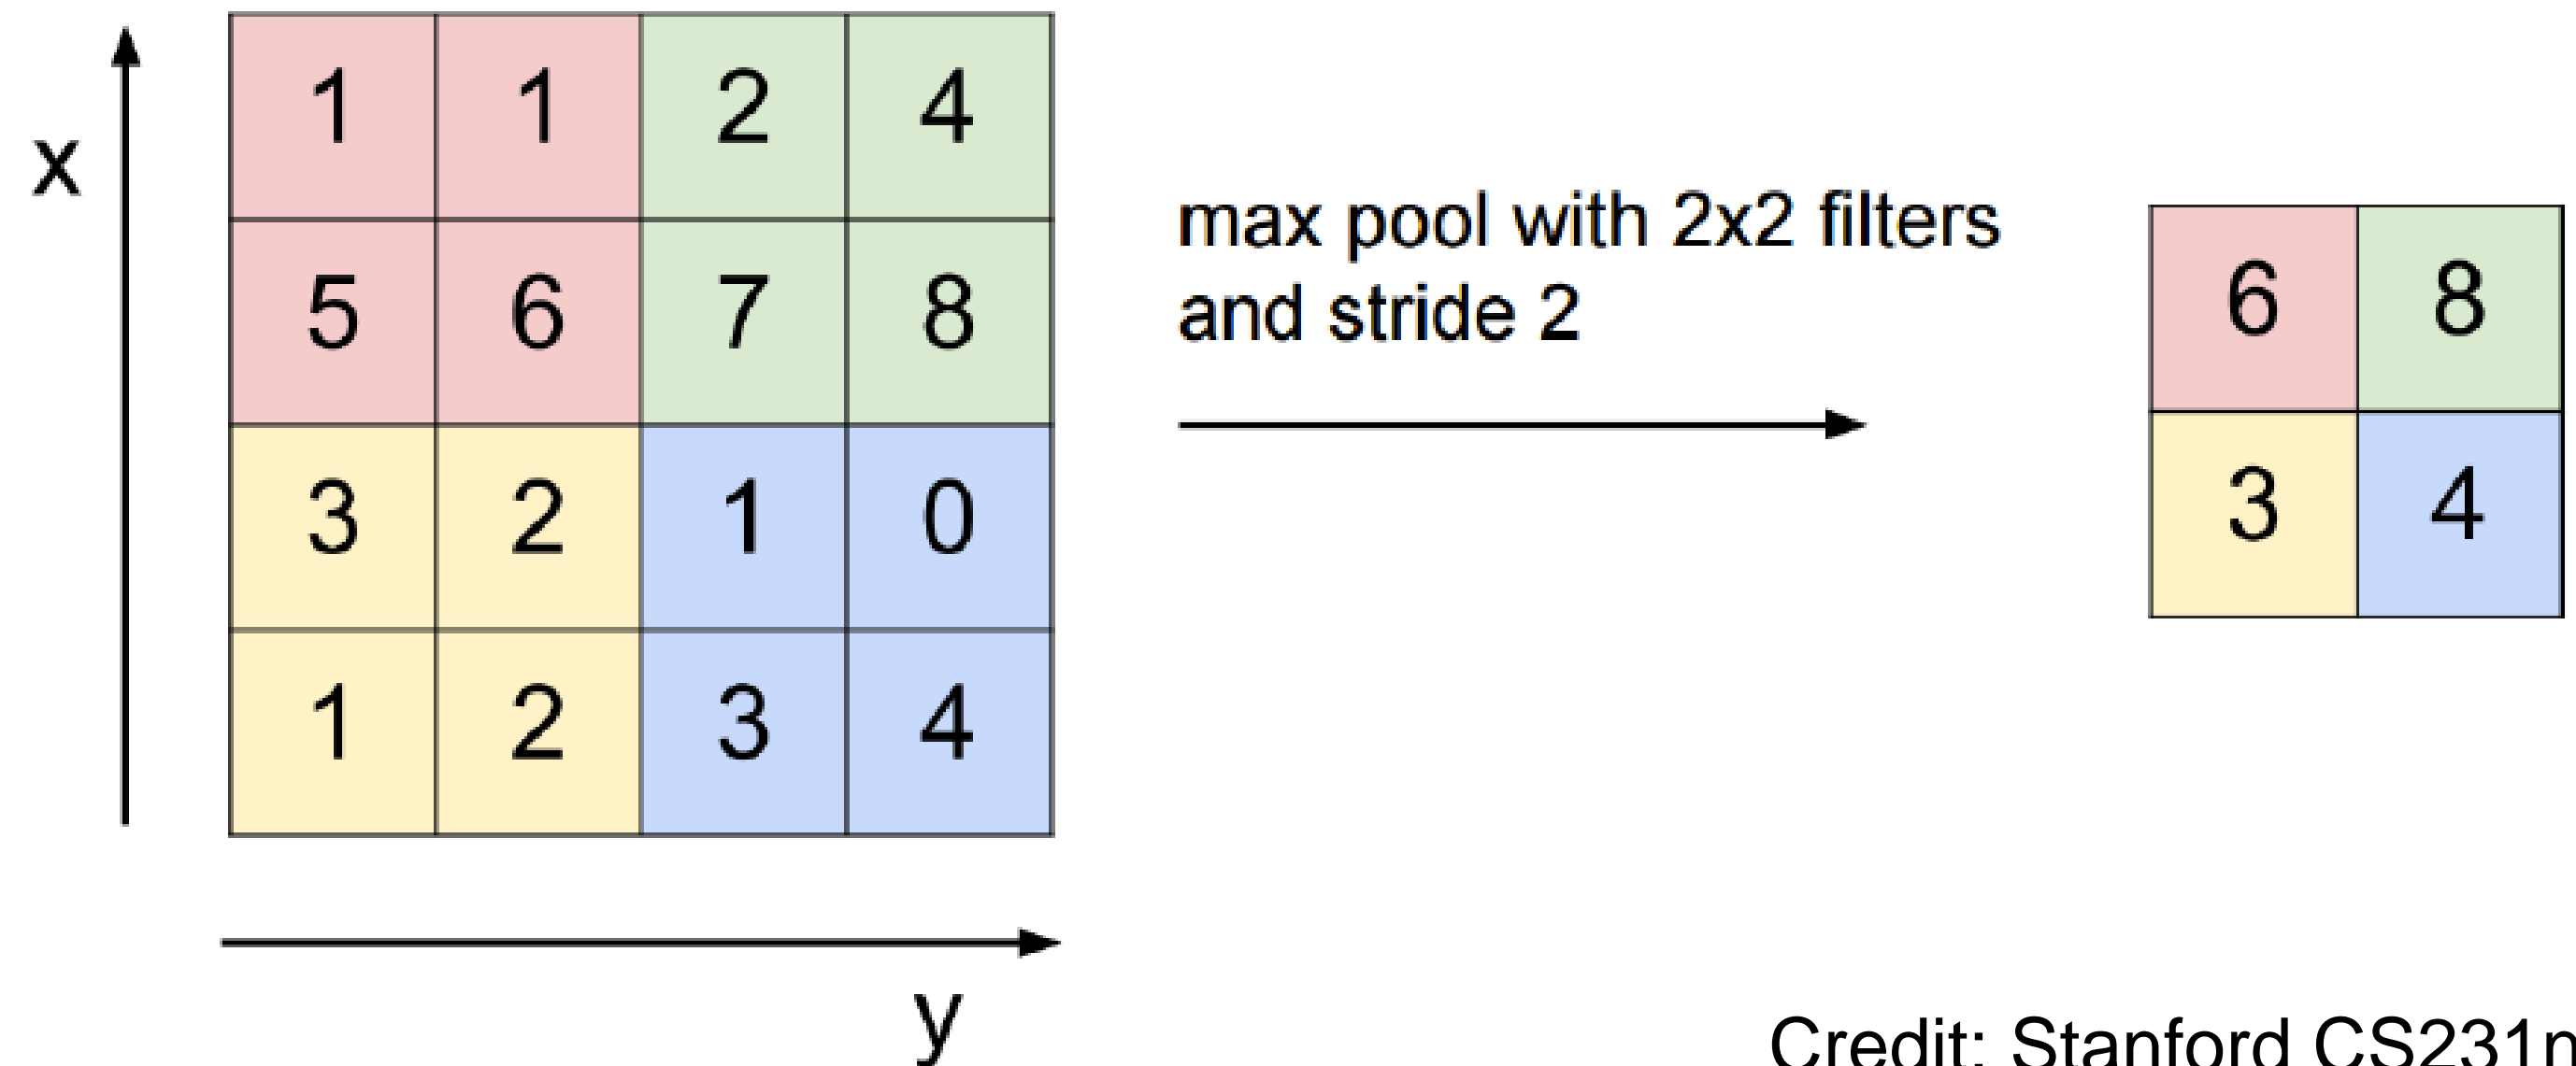 1 1 2 4
x
5 6 7 8
3 2 1 0
1 2 3 4
y
max pool with 2x2 filters
and stride 2
6 8
3 4
Credit: Stanford CS231n